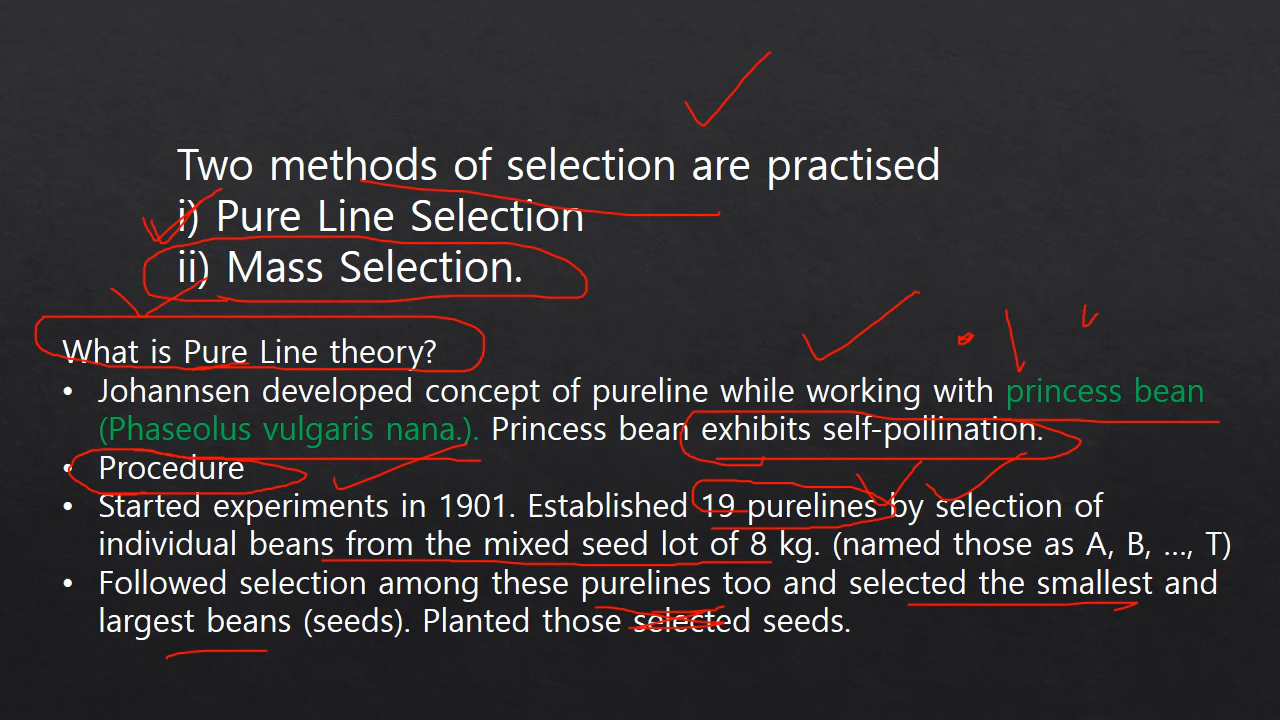 Two methods of selection are practised
i) Pure Line Selection
ii) Mass Selection.
What is Pure Line theory?
• Johannsen developed concept of pureline while working with princess bean
(Phaseolus vulgaris nana.). Princess bean exhibits self-pollination.
• Procedure
• Started experiments in 1901. Established 19 purelines by selection of
individual beans from the mixed seed lot of 8 kg. (named those as A, B, ..., T)
• Followed selection among these purelines too and selected the smallest and
largest beans (seeds). Planted those selected seeds.